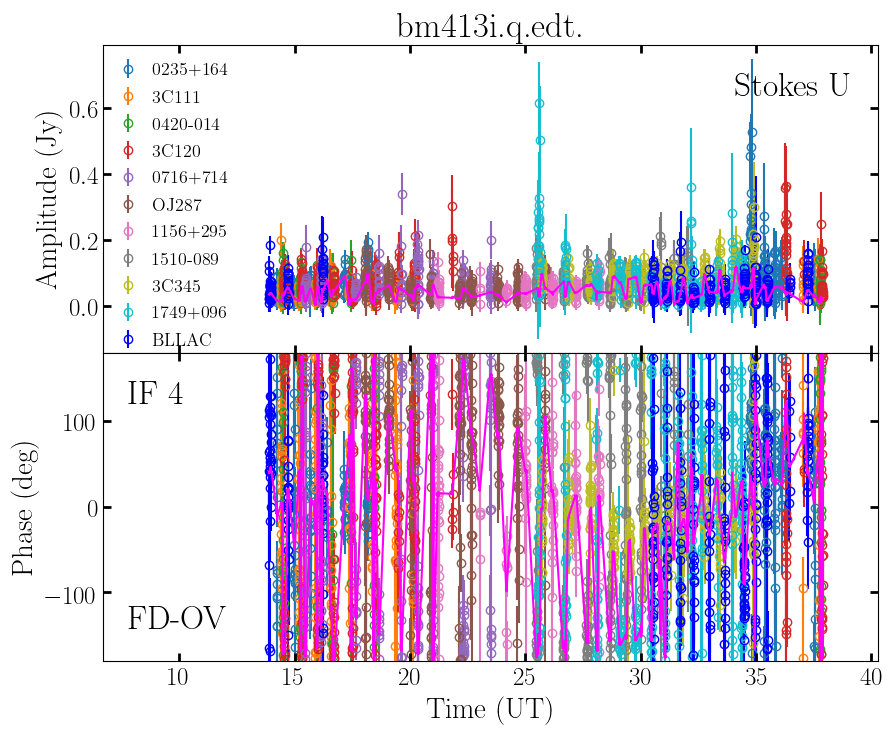 bm413i.q.edt.
Stokes U
0235+164
3C111
0420-014
3C120
0716+714
OJ287
1156+295
1510-089
3C345
1749+096
BLLAC
Amplitude (Jy)
0.6
0.4
0.2
0.0
IF 4
FD-OV
Phase (deg)
100
0
−100
10
15
20
25
30
35
40
Time (UT)